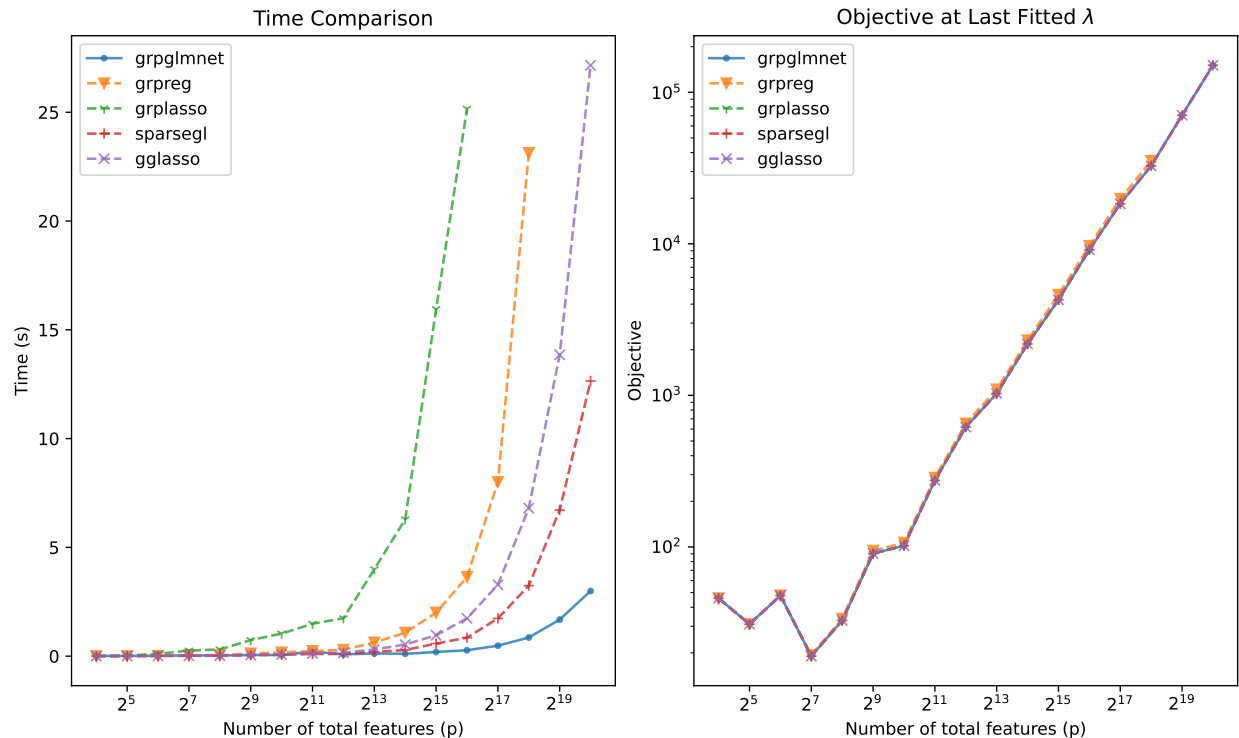 Time Comparison
grpglmnet
grpreg
grplasso
sparsegl
gglasso
Time (s)
25
20
15
10
5
0
2^5
2^7
2^9
2^11
2^13
2^15
2^17
2^19
Number of total features (p)
Objective at Last Fitted λ
grpglmnet
grpreg
grplasso
sparsegl
gglasso
Objective
10^5
10^4
10^3
10^2
2^5
2^7
2^9
2^11
2^13
2^15
2^17
2^19
Number of total features (p)